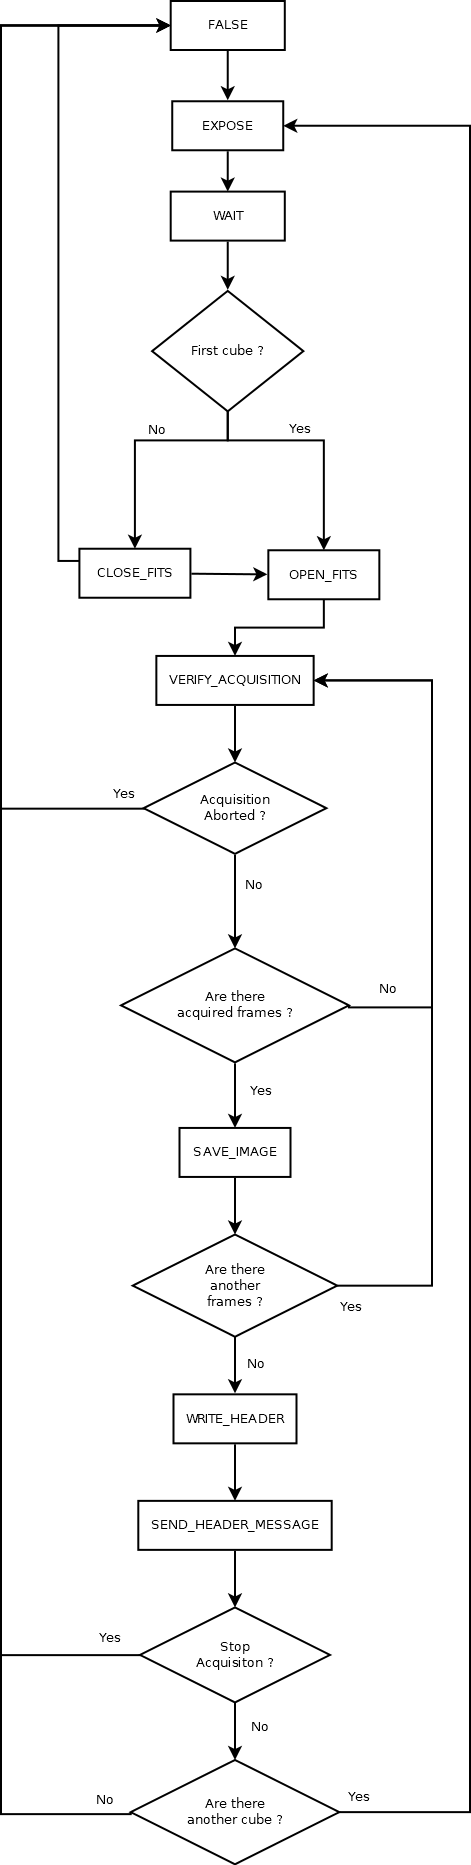 FALSE
EXPOSE
WAIT
First cube ?
No
Yes
CLOSE_FITS
OPEN_FITS
VERIFY_ACQUISITION
Yes
Acquisition
Aborted ?
No
Are there
acquired frames ?
No
Yes
SAVE_IMAGE
Are there
another
frames ?
Yes
No
WRITE_HEADER
SEND_HEADER_MESSAGE
Yes
Stop
Acquisiton ?
No
No
Are there
another cube ?
Yes